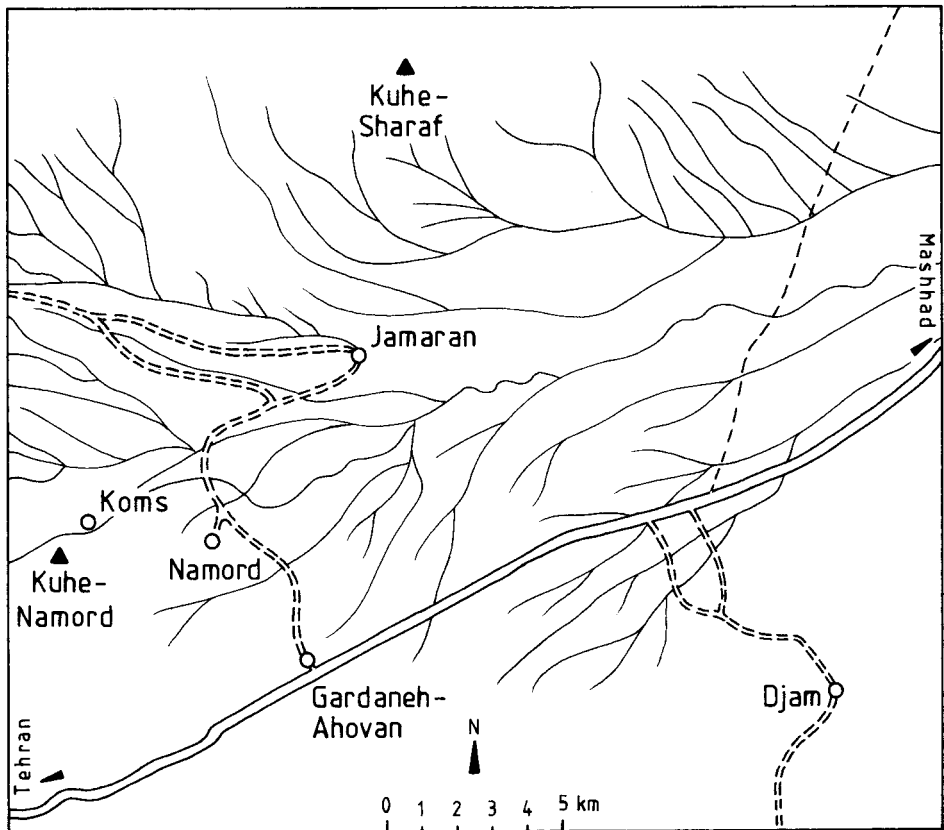 Kuhe-
Sharaf
Mashhad
Jamaran
Koms
Namord
Kuhe-
Namord
Gardaneh-
Ahovan
Djam
Tehran
N
0 1 2 3 4 5 km